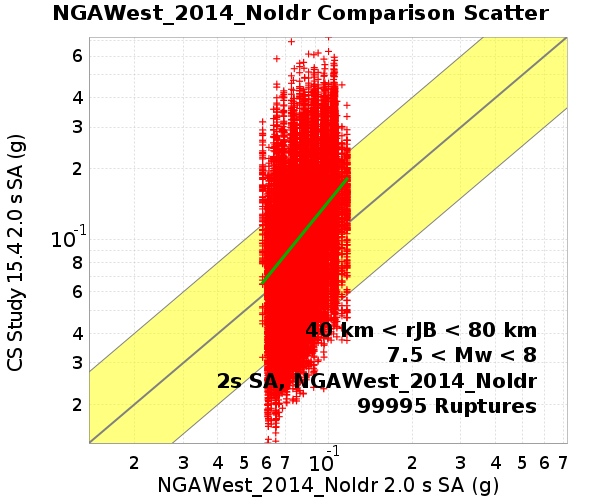 NGAWest_2014_NoIdr Comparison Scatter
CS Study 15.4 2.0 s SA (g)
6
4
3
2
10-1
8
6
4
3
2
40 km < rJB < 80 km
7.5 < Mw < 8
2s SA, NGAWest_2014_NoIdr
99995 Ruptures
2 3 4 5 6 7 10-1 2 3 4 5 6 7
NGAWest_2014_NoIdr 2.0 s SA (g)